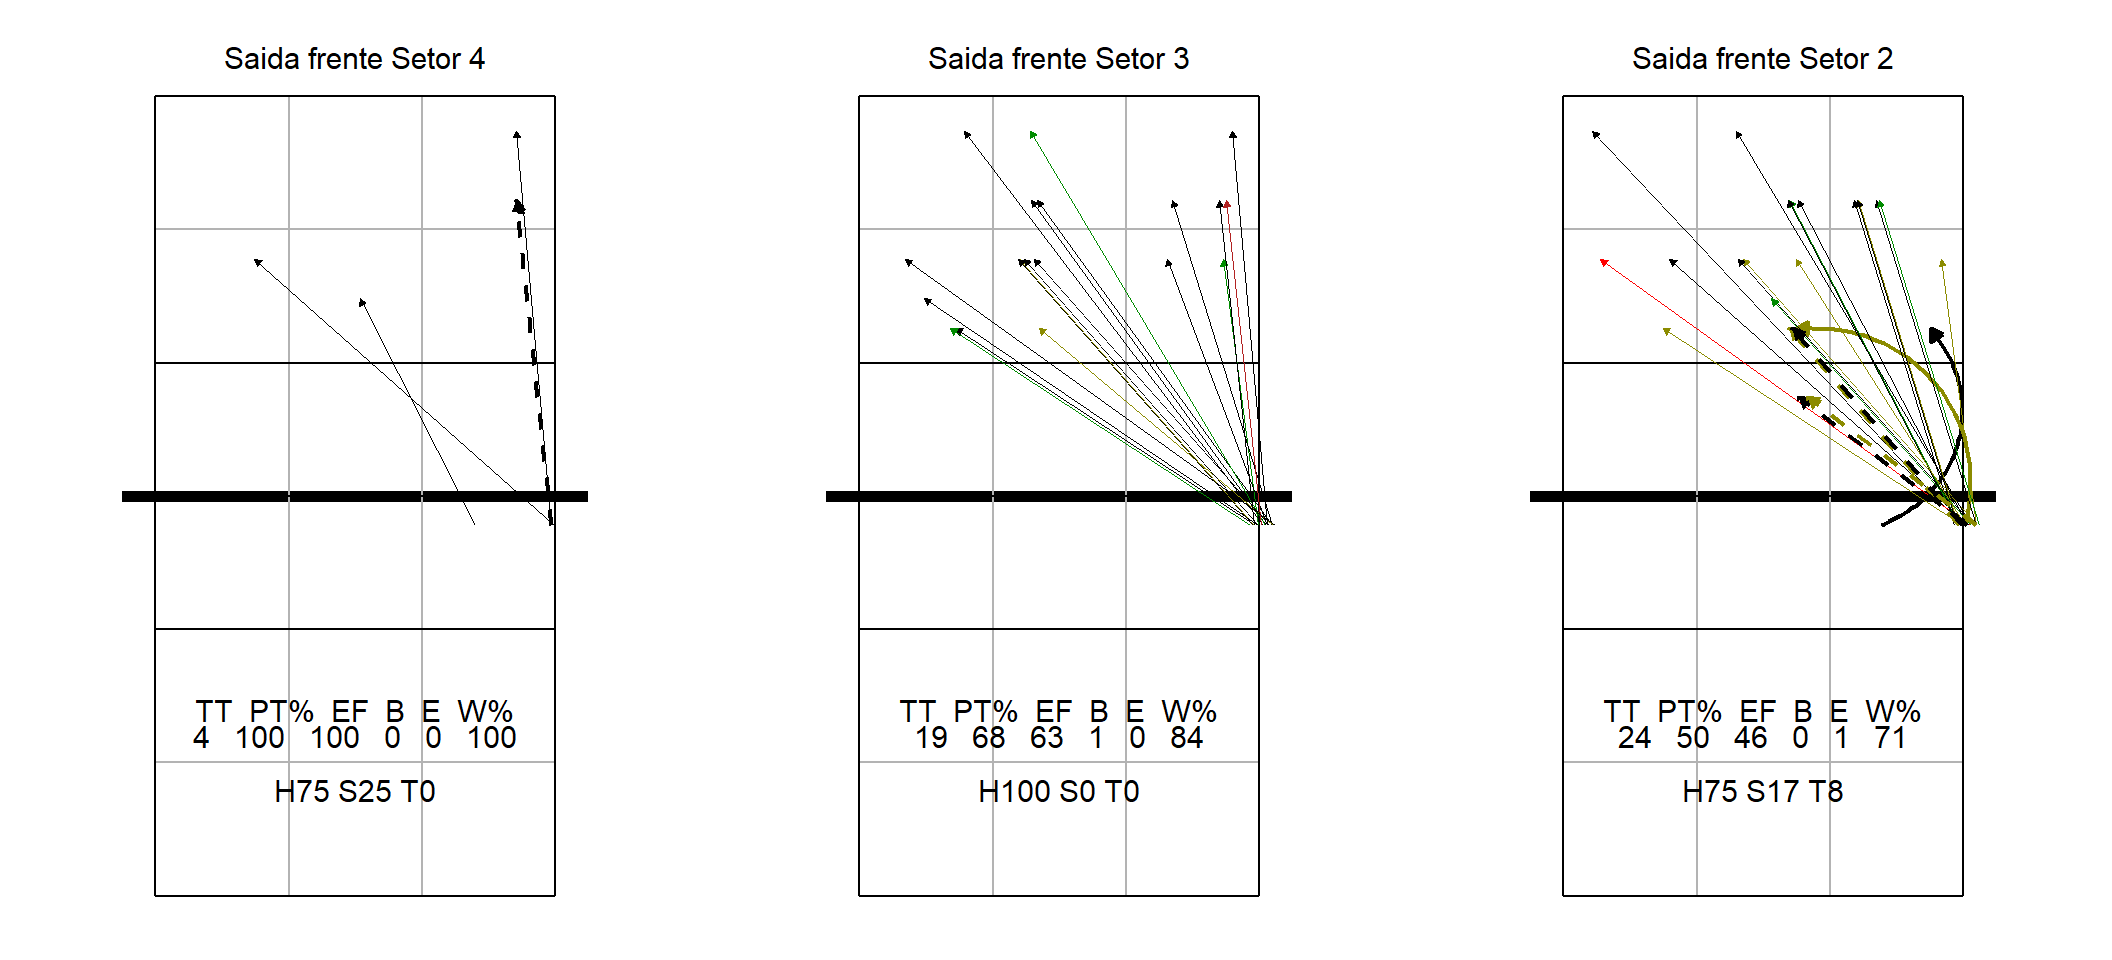 Saida frente Setor 4
TT PT% EF B E W%
4 100 100 0 0 100
H75 S25 T0
Saida frente Setor 3
TT PT% EF B E W%
19 68 63 1 0 84
H100 S0 T0
Saida frente Setor 2
TT PT% EF B E W%
24 50 46 0 1 71
H75 S17 T8